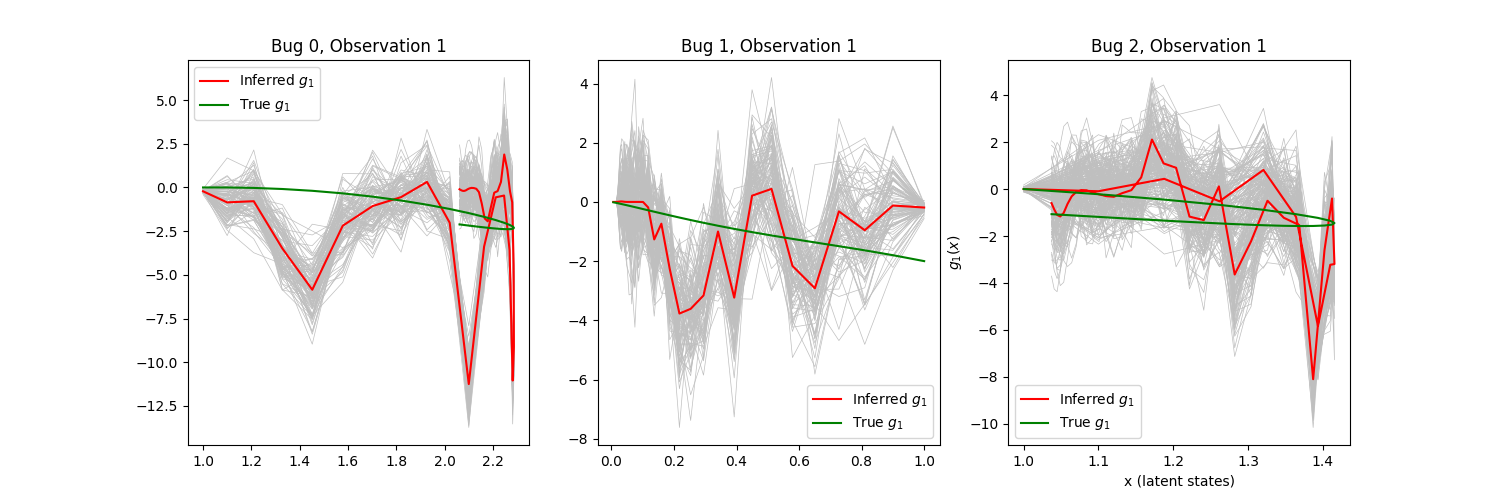 Bug 0, Observation 1
Inferred g₁
True g₁
5.0
2.5
0.0
−2.5
−5.0
−7.5
−10.0
−12.5
1.0 1.2 1.4 1.6 1.8 2.0 2.2
Bug 1, Observation 1
4
2
0
−2
−4
−6
−8
Inferred g₁
True g₁
0.0 0.2 0.4 0.6 0.8 1.0
Bug 2, Observation 1
g₁(x)
4
2
0
−2
−4
−6
−8
−10
Inferred g₁
True g₁
1.0 1.1 1.2 1.3 1.4
x (latent states)